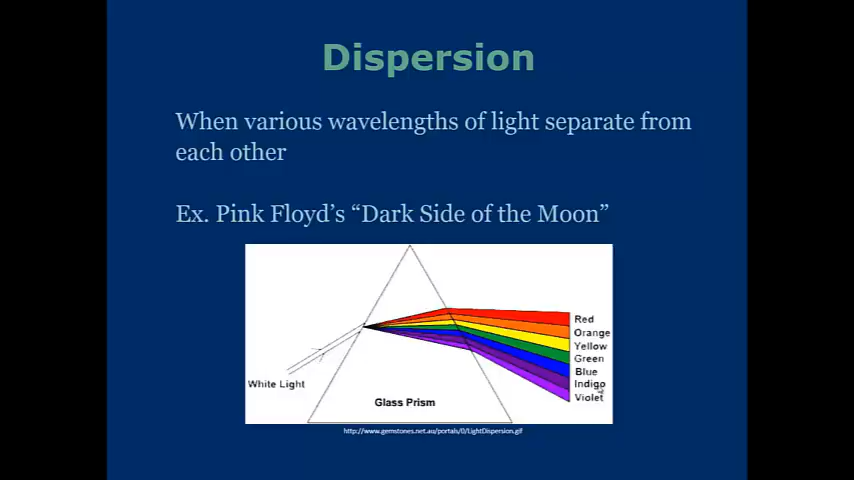 Dispersion
When various wavelengths of light separate from
each other
Ex. Pink Floyd’s “Dark Side of the Moon”
Red
Orange
Yellow
Green
Blue
Indigo
Violet
White Light
Glass Prism
http://www.gemstones.net.au/portals/0/LightDispersion.gif